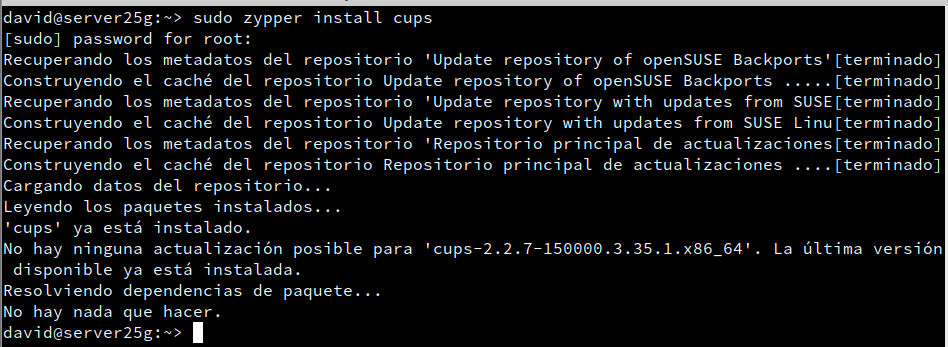 david@server25g:~> sudo zypper install cups
[sudo] password for root:
Recuperando los metadatos del repositorio 'Update repository of openSUSE Backports'[terminado]
Construyendo el caché del repositorio Update repository of openSUSE Backports .....[terminado]
Recuperando los metadatos del repositorio 'Update repository with updates from SUSE[terminado]
Construyendo el caché del repositorio Update repository with updates from SUSE Linu[terminado]
Recuperando los metadatos del repositorio 'Repositorio principal de actualizaciones[terminado]
Construyendo el caché del repositorio Repositorio principal de actualizaciones ....[terminado]
Cargando datos del repositorio...
Leyendo los paquetes instalados...
'cups' ya está instalado.
No hay ninguna actualización posible para 'cups-2.2.7-150000.3.35.1.x86_64'. La última versión
 disponible ya está instalada.
Resolviendo dependencias de paquete...
No hay nada que hacer.
david@server25g:~>